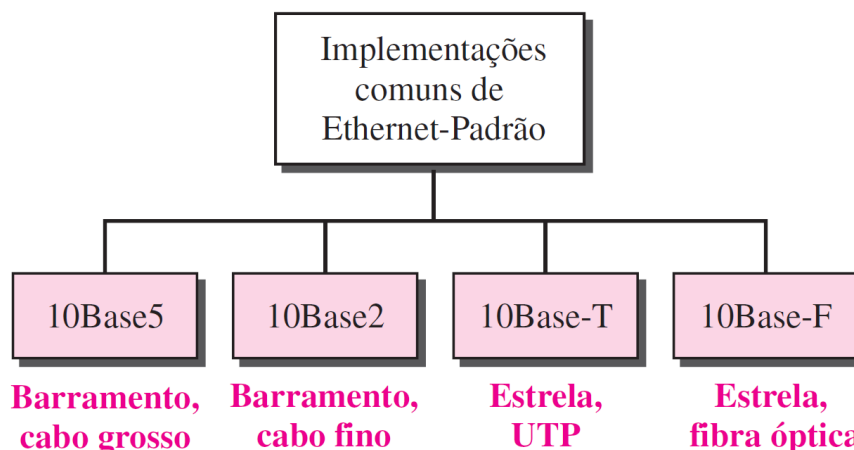 Implementações
comuns de
Ethernet-Padrão
10Base5
10Base2
10Base-T
10Base-F
Barramento,
cabo grosso
Barramento,
cabo fino
Estrela,
UTP
Estrela,
fibra óptica